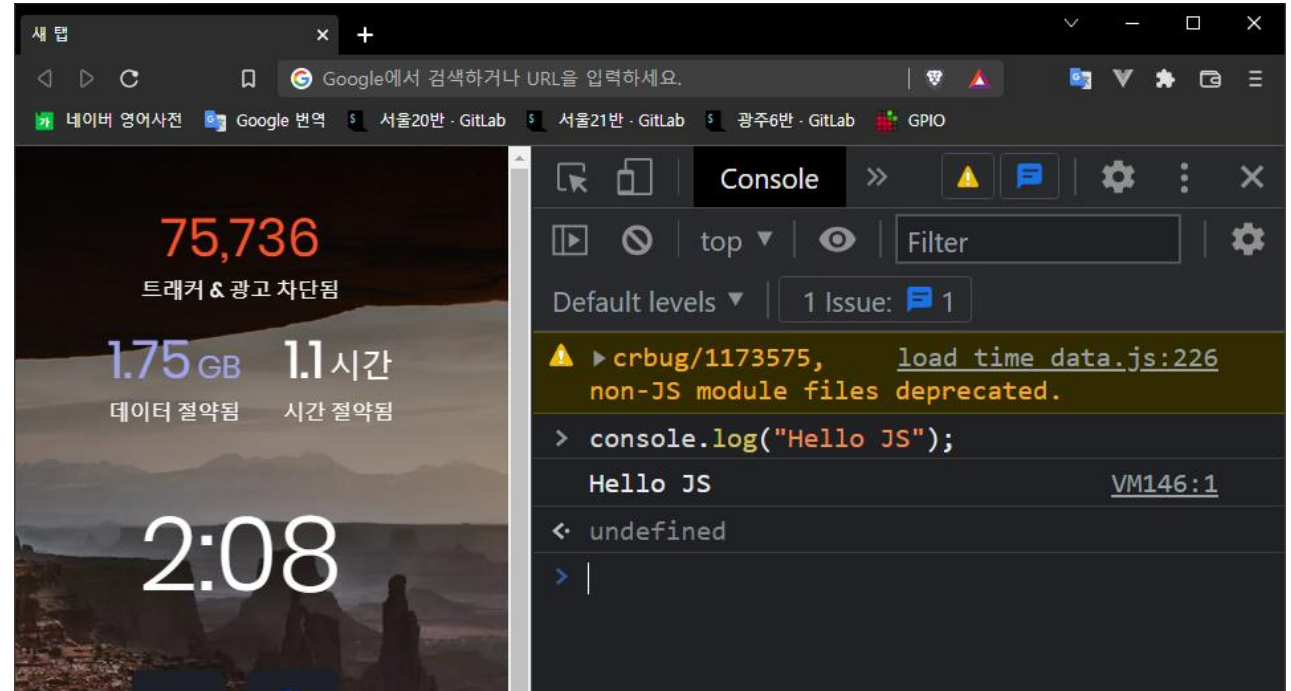 새 탭
Google에서 검색하거나 URL을 입력하세요.
네이버 영어사전 Google 번역 서울20반 · GitLab 서울21반 · GitLab 광주6반 · GitLab GPIO
75,736
트래커 & 광고 차단됨
1.75 GB 1.1 시간
데이터 절약됨 시간 절약됨
2:08
Console
top Filter
Default levels 1 Issue: 1
crbug/1173575, load_time_data.js:226
non-JS module files deprecated.
> console.log("Hello JS");
Hello JS VM146:1
undefined
>